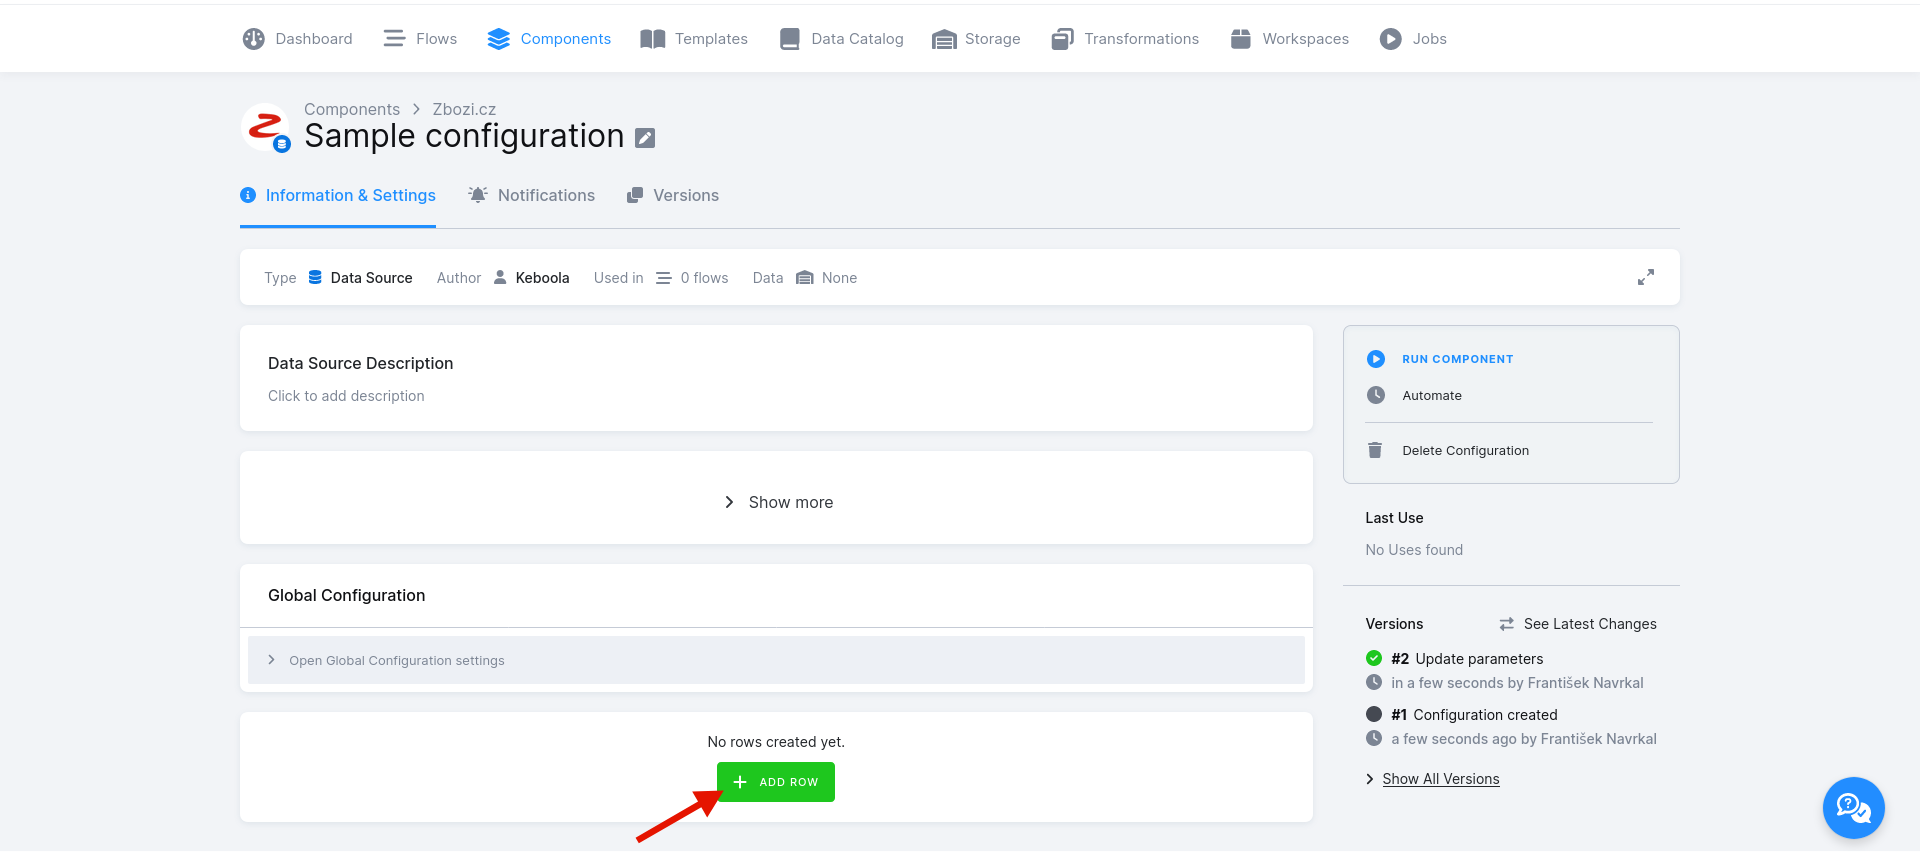 Dashboard Flows Components Templates Data Catalog Storage Transformations Workspaces Jobs
Components > Zbozi.cz
Sample configuration
Information & Settings Notifications Versions
Type Data Source Author Keboola Used in 0 flows Data None
Data Source Description
Click to add description
Show more
Global Configuration
Open Global Configuration settings
No rows created yet.
ADD ROW
RUN COMPONENT
Automate
Delete Configuration
Last Use
No Uses found
Versions See Latest Changes
#2 Update parameters
in a few seconds by František Navrkal
#1 Configuration created
a few seconds ago by František Navrkal
Show All Versions